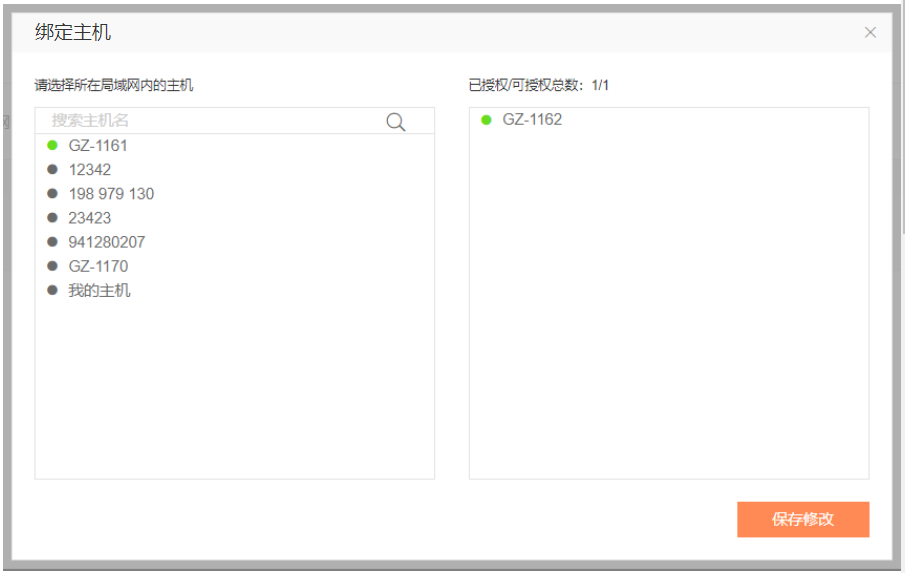 绑定主机
请选择所在局域网内的主机
搜索主机名
GZ-1161
12342
198 979 130
23423
941280207
GZ-1170
我的主机
已授权/可授权总数：1/1
GZ-1162
保存修改